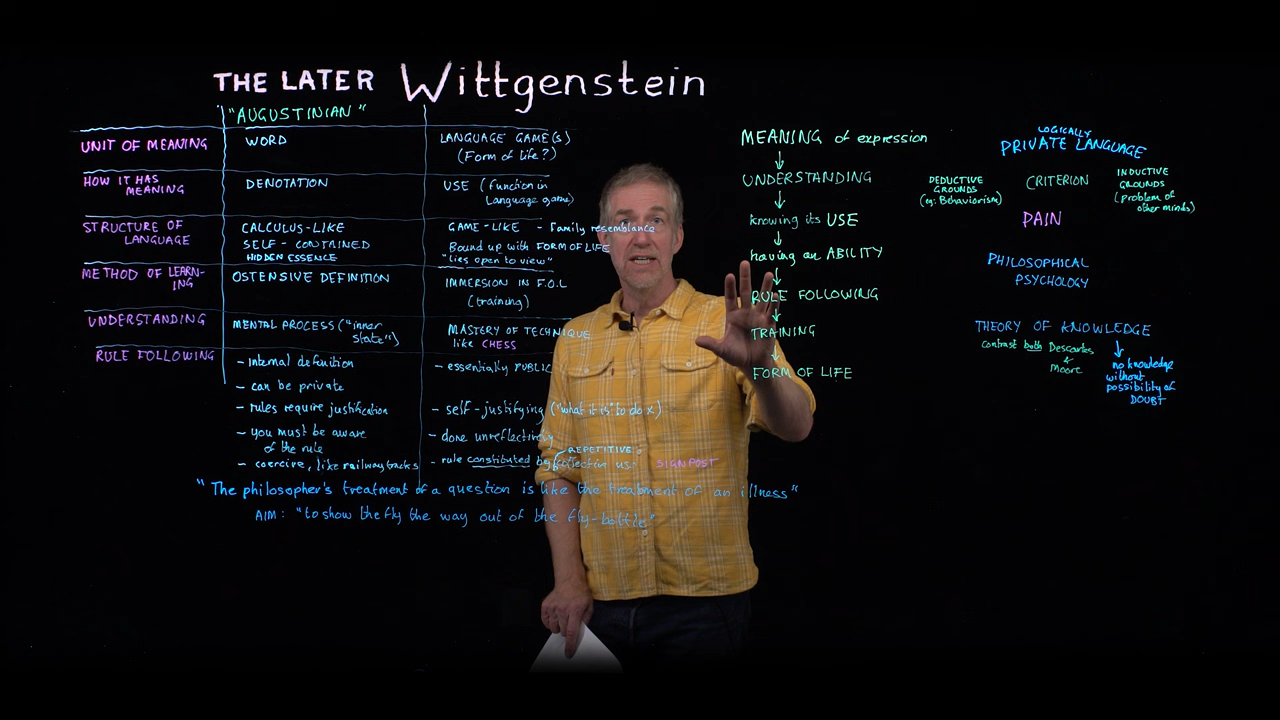 THE LATER Wittgenstein
"AUGUSTINIAN"
UNIT OF MEANING
WORD
LANGUAGE GAME(S)
(Form of life?)
HOW IT HAS
MEANING
DENOTATION
USE (function in
Language game)
STRUCTURE OF
LANGUAGE
CALCULUS-LIKE
SELF-CONTAINED
HIDDEN ESSENCE
GAME-LIKE - Family resemblance
Bound up with FORM OF LIFE
"lies open to view"
METHOD OF LEARN-
ING
OSTENSIVE DEFINITION
IMMERSION IN F.O.L
(training)
UNDERSTANDING
MENTAL PROCESS ("inner
state")
MASTERY OF TECHNIQUE
like CHESS
RULE FOLLOWING
- internal definition
- can be private
- rules require justification
- you must be aware
of the rule
- coercive, like railway tracks
- essentially PUBLIC
- self-justifying ("what it is" to do x)
- done unreflectively
REPETITIVE
- rule constituted by collective us
SIGNPOST
"The philosopher's treatment of a question is like the treatment of an illness"
AIM: "to show the fly the way out of the fly-bottle"
MEANING of expression
↓
UNDERSTANDING
↓
knowing its USE
↓
having an ABILITY
↓
RULE FOLLOWING
↓
TRAINING
↓
FORM OF LIFE
LOGICALLY
PRIVATE LANGUAGE
DEDUCTIVE
GROUNDS
(eg: Behaviorism)
CRITERION
INDUCTIVE
GROUNDS
(problem of
other minds)
PAIN
PHILOSOPHICAL
PSYCHOLOGY
THEORY OF KNOWLEDGE
contrast both Descartes
+
Moore
↓
no knowledge
without
possibility of
DOUBT